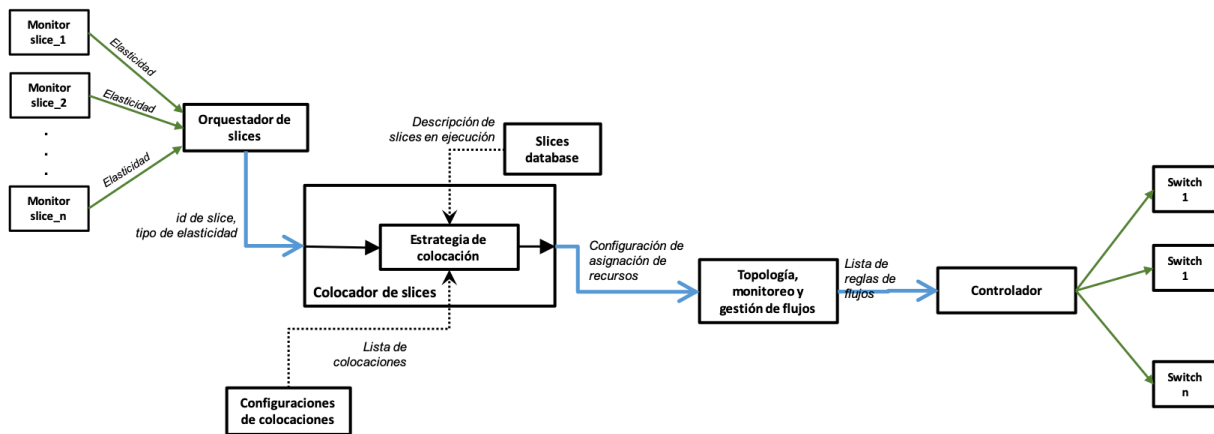 Monitor
slice_1
Elasticidad
Monitor
slice_2
Elasticidad
.
.
.
Monitor
slice_n
Elasticidad
Orquestador de
slices
id de slice,
tipo de elasticidad
Descripción de
slices en ejecución
Slices
database
Estrategia de
colocación
Colocador de slices
Lista de
colocaciones
Configuraciones
de colocaciones
Configuración de
asignación de
recursos
Topología,
monitoreo y
gestión de flujos
Lista de
reglas de
flujos
Controlador
Switch
1
Switch
1
Switch
n